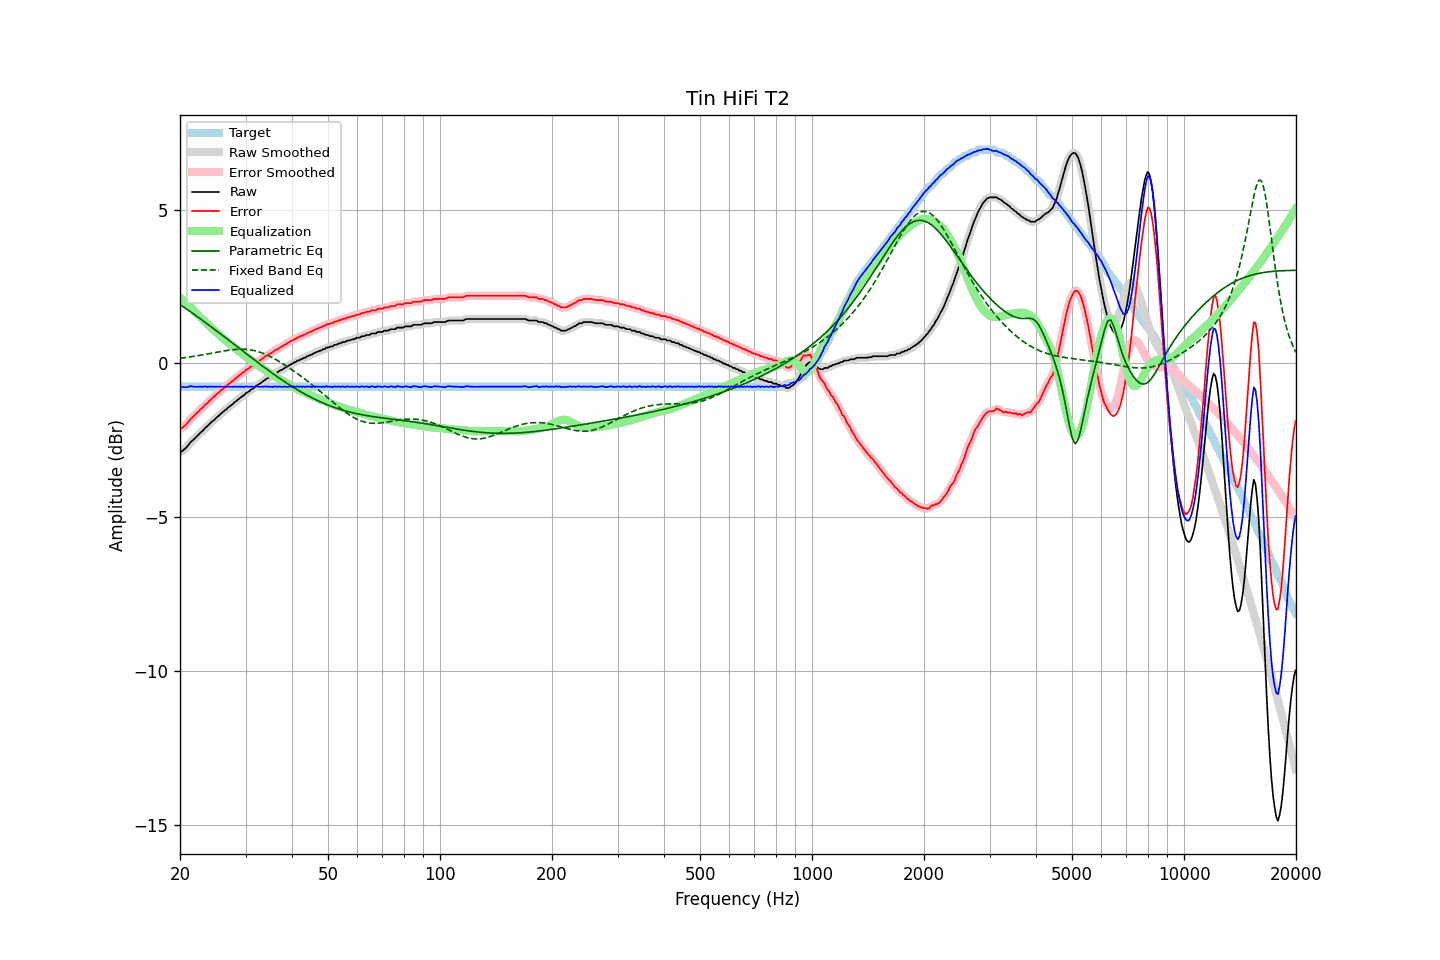 Tin HiFi T2
Target
Raw Smoothed
Error Smoothed
Raw
Error
Equalization
Parametric Eq
Fixed Band Eq
Equalized
Amplitude (dBr)
5
0
−5
−10
−15
20 50 100 200 500 1000 2000 5000 10000 20000
Frequency (Hz)